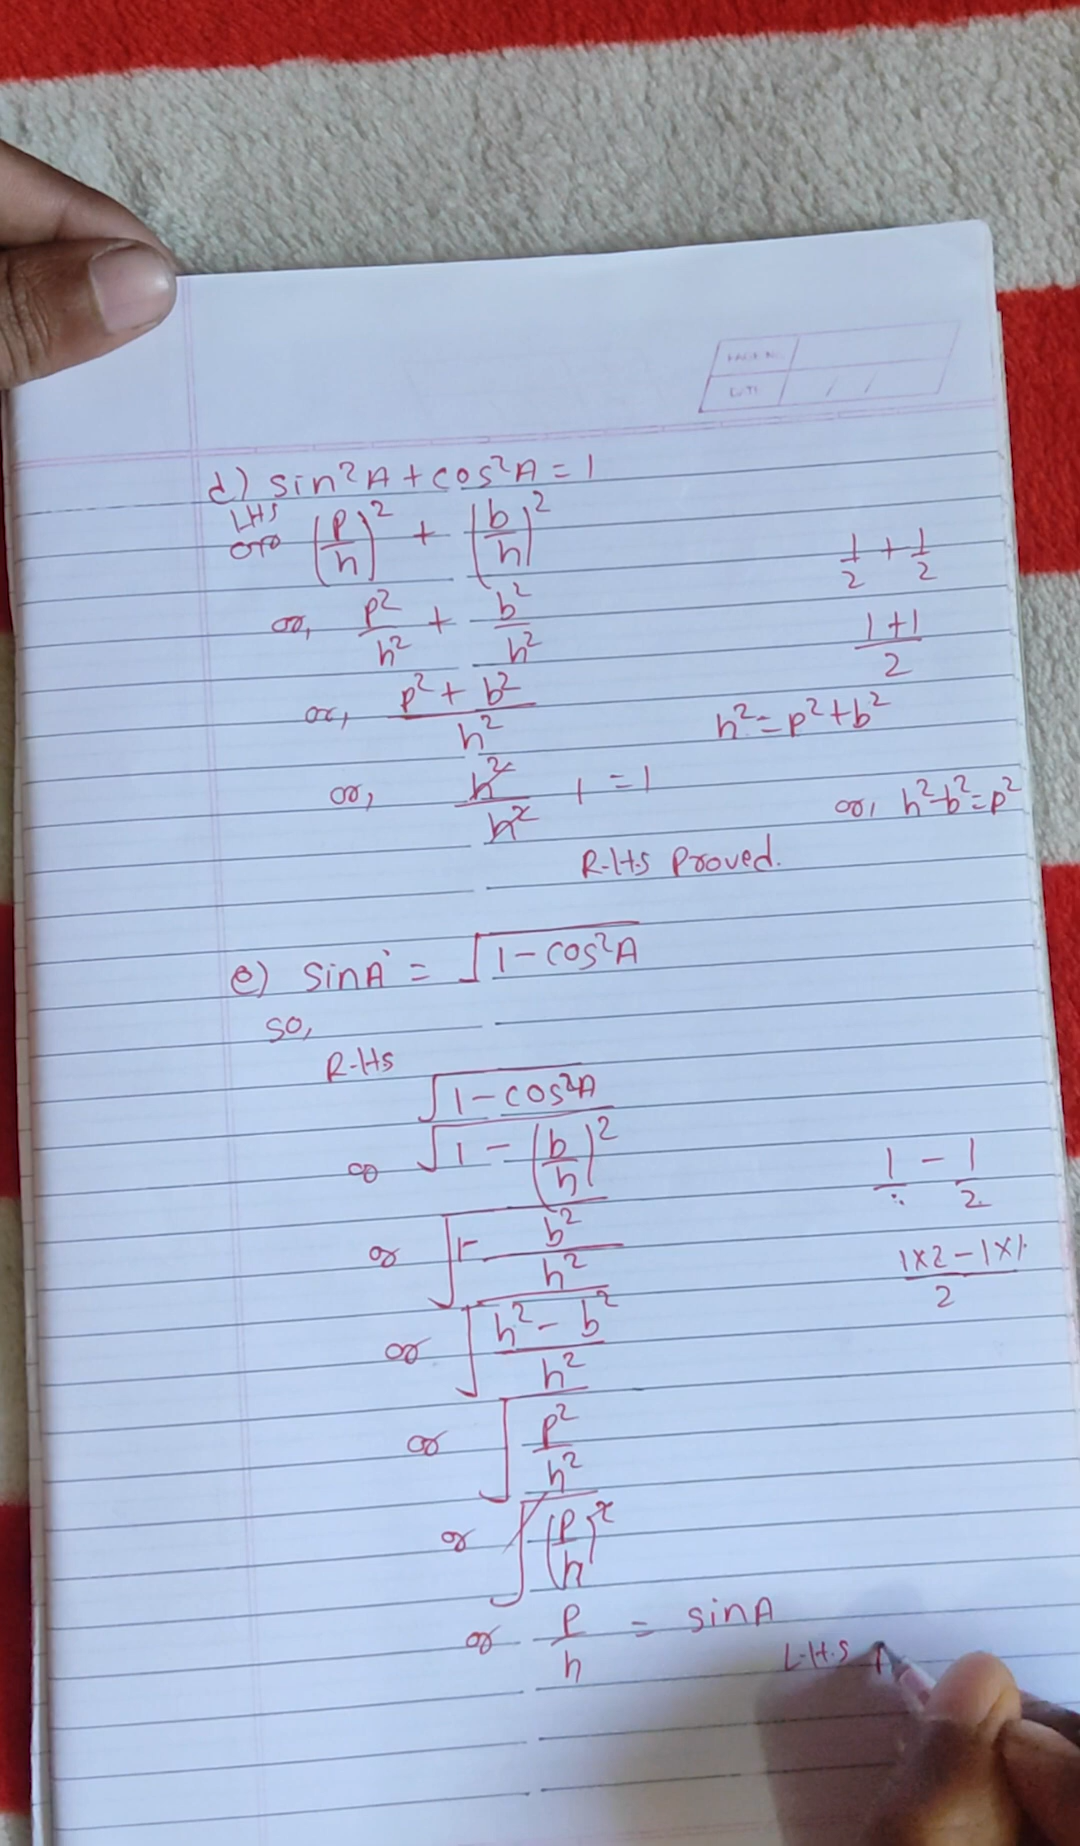 d) sin²A + cos²A = 1
LHS
(p/h)² + (b/h)²
1/2 + 1/2
or, p²/h² + b²/h²
(1+1)/2
or, (p² + b²)/h²
h² = p² + b²
or, h²/h² 1 = 1
or, h² - b² = p²
R.H.S Proved.
e) sinA = √(1 - cos²A)
so,
R.H.S
√(1 - cos²A)
or √(1 - (b/h)²)
1/1 - 1/2
or √(1 - b²/h²)
(1×2 - 1×1)/2
or √((h² - b²)/h²)
or √(p²/h²)
or √((p/h)²)
or p/h = sinA
L.H.S